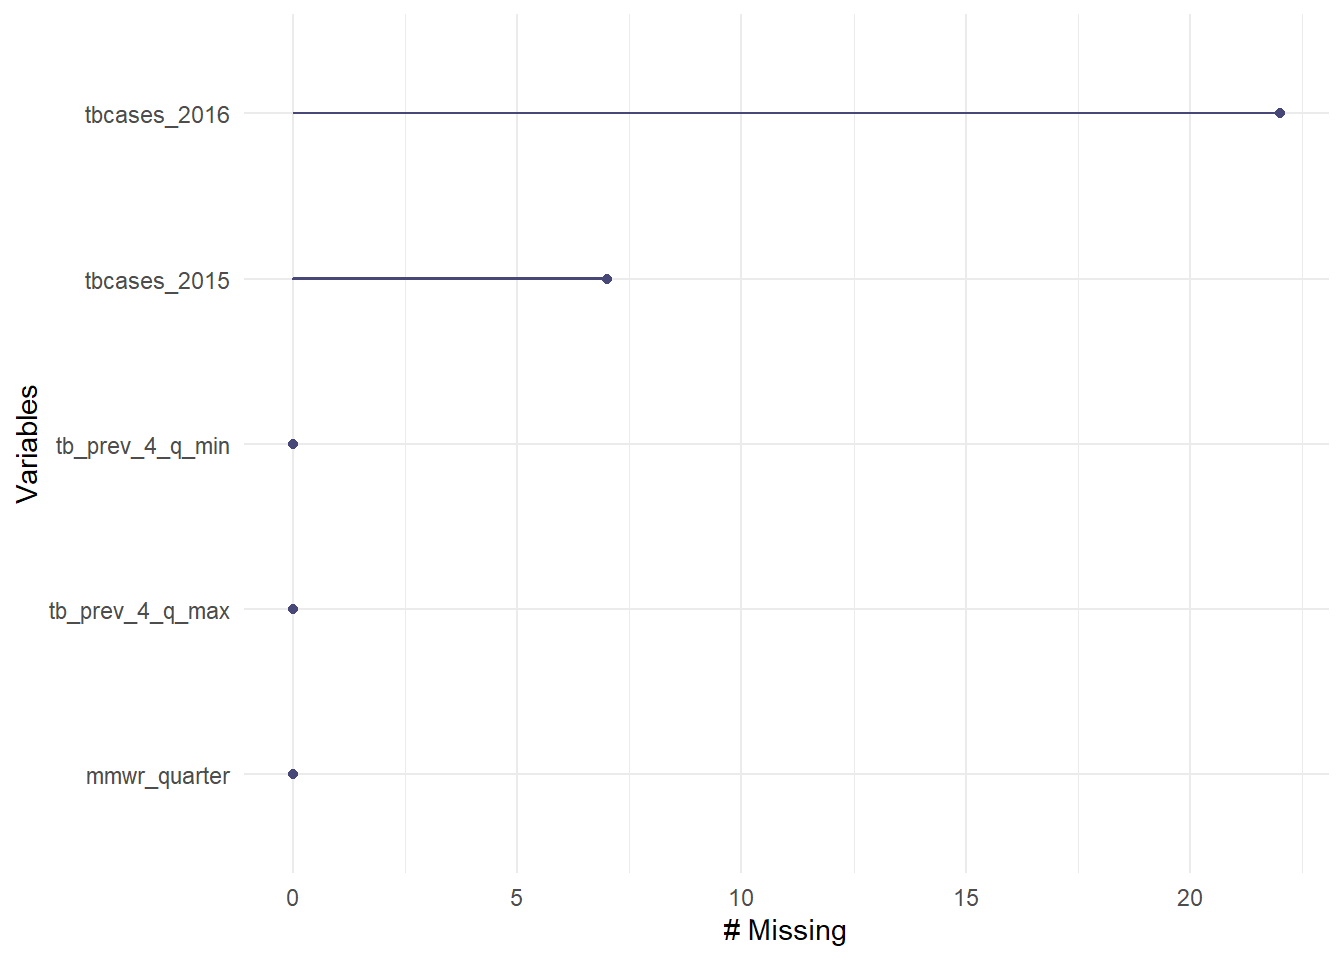 tbcases_2016
tbcases_2015
tb_prev_4_q_min
tb_prev_4_q_max
mmwr_quarter
Variables
0 5 10 15 20
# Missing